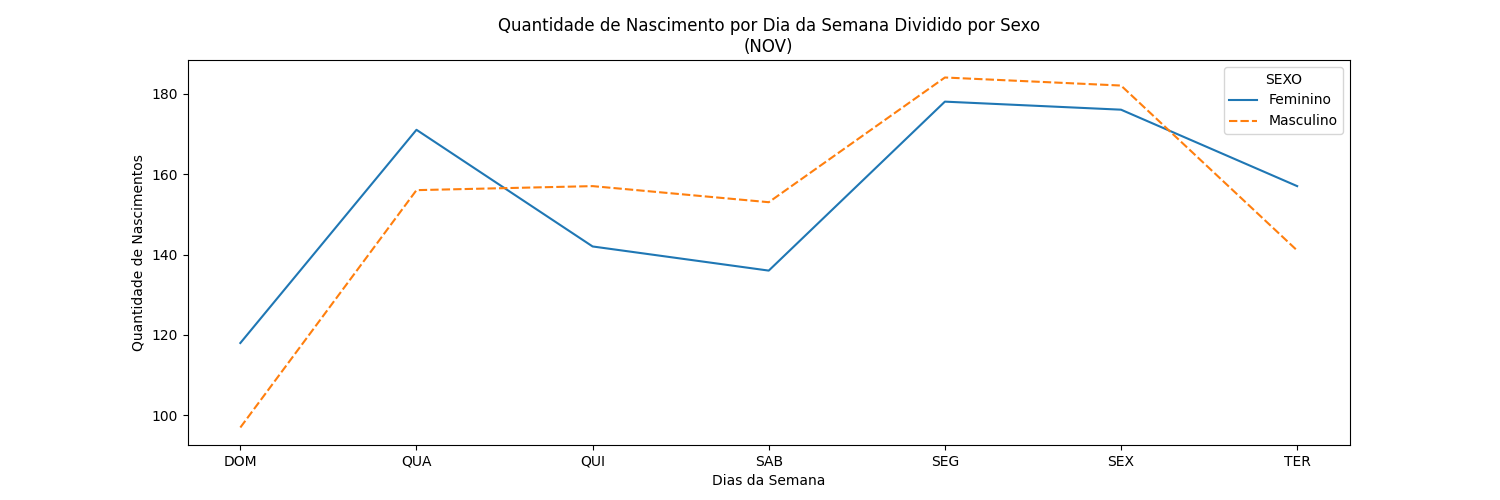 Quantidade de Nascimento por Dia da Semana Dividido por Sexo
(NOV)
SEXO
Feminino
Masculino
Quantidade de Nascimentos
180
160
140
120
100
DOM QUA QUI SAB SEG SEX TER
Dias da Semana